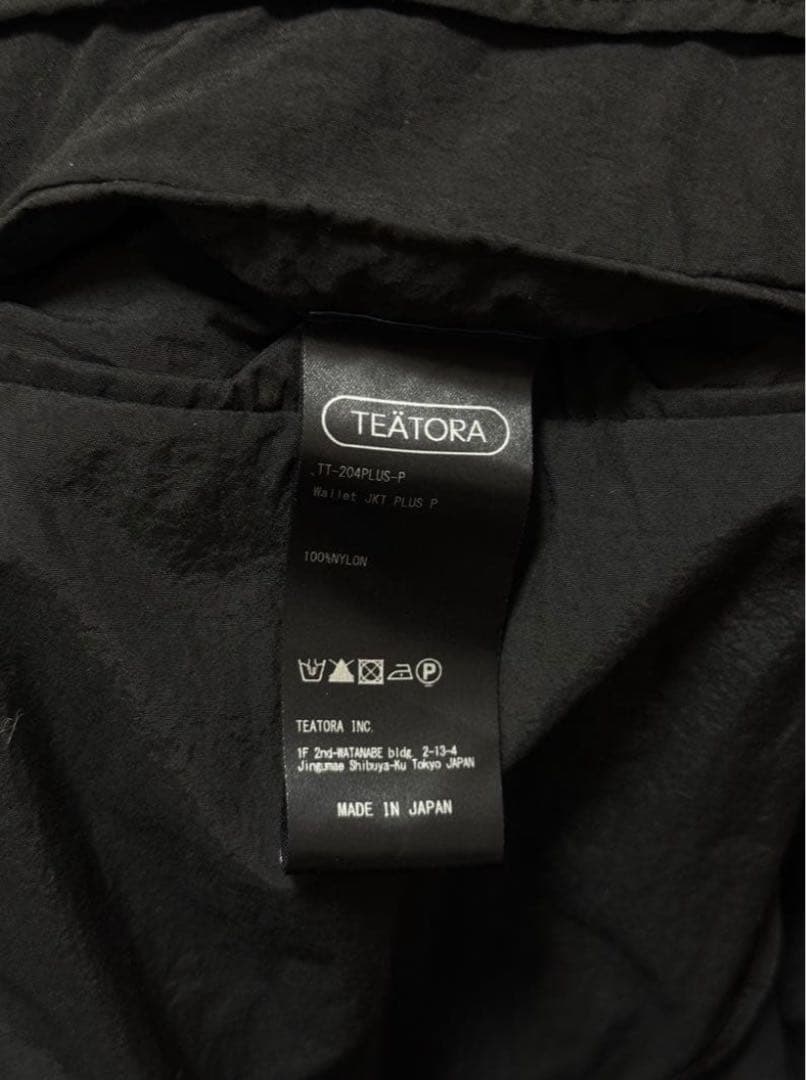 TEÄTORA
TT-204PLUS-P
Wallet JKT PLUS P
100%NYLON
P
TEATORA INC.
1F 2nd-WATANABE bldg. 2-13-4
Jingumae Shibuya-Ku Tokyo JAPAN
MADE IN JAPAN